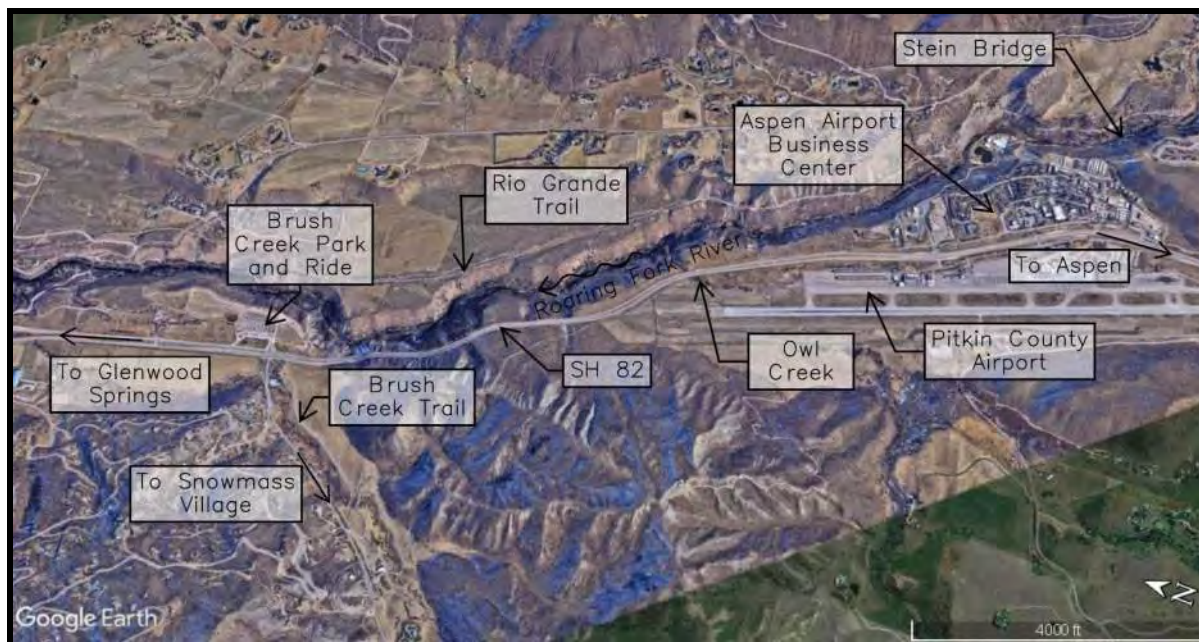 Stein Bridge
Aspen Airport
Business
Center
Rio Grande
Trail
Brush
Creek Park
and Ride
Roaring Fork River
To Aspen
To Glenwood
Springs
Brush
Creek Trail
SH 82
Owl
Creek
Pitkin County
Airport
To Snowmass
Village
Google Earth
N
4000 ft